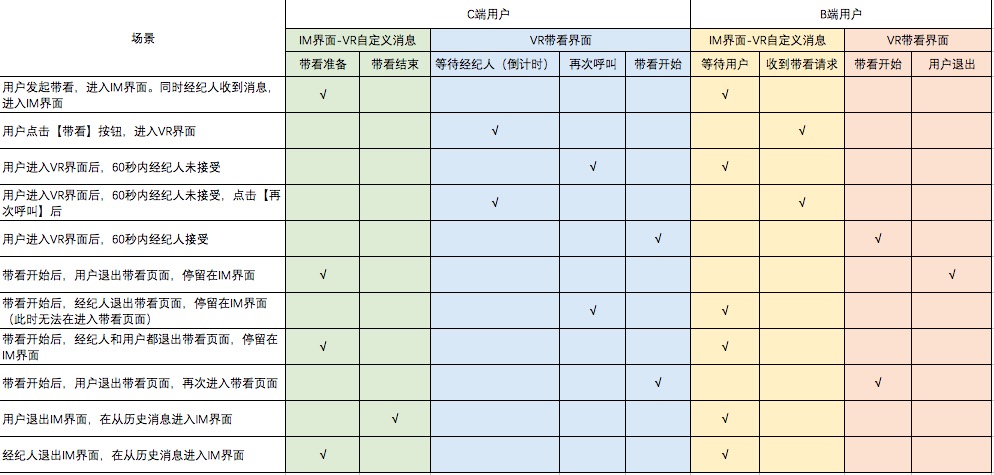 场景
C端用户
B端用户
IM界面-VR自定义消息
VR带看界面
IM界面-VR自定义消息
VR带看界面
带看准备
带看结束
等待经纪人（倒计时）
再次呼叫
带看开始
等待用户
收到带看请求
带看开始
用户退出
用户发起带看，进入IM界面。同时经纪人收到消息，
进入IM界面
√
√
用户点击【带看】按钮，进入VR界面
√
√
用户进入VR界面后，60秒内经纪人未接受
√
√
用户进入VR界面后，60秒内经纪人未接受，点击【再
次呼叫】后
√
√
用户进入VR界面后，60秒内经纪人接受
√
√
带看开始后，用户退出带看页面，停留在IM界面
√
√
带看开始后，经纪人退出带看页面，停留在IM界面
（此时无法在进入带看页面）
√
√
带看开始后，经纪人和用户都退出带看页面，停留在
IM界面
√
√
带看开始后，用户退出带看页面，再次进入带看页面
√
√
用户退出IM界面，在从历史消息进入IM界面
√
√
经纪人退出IM界面，在从历史消息进入IM界面
√
√